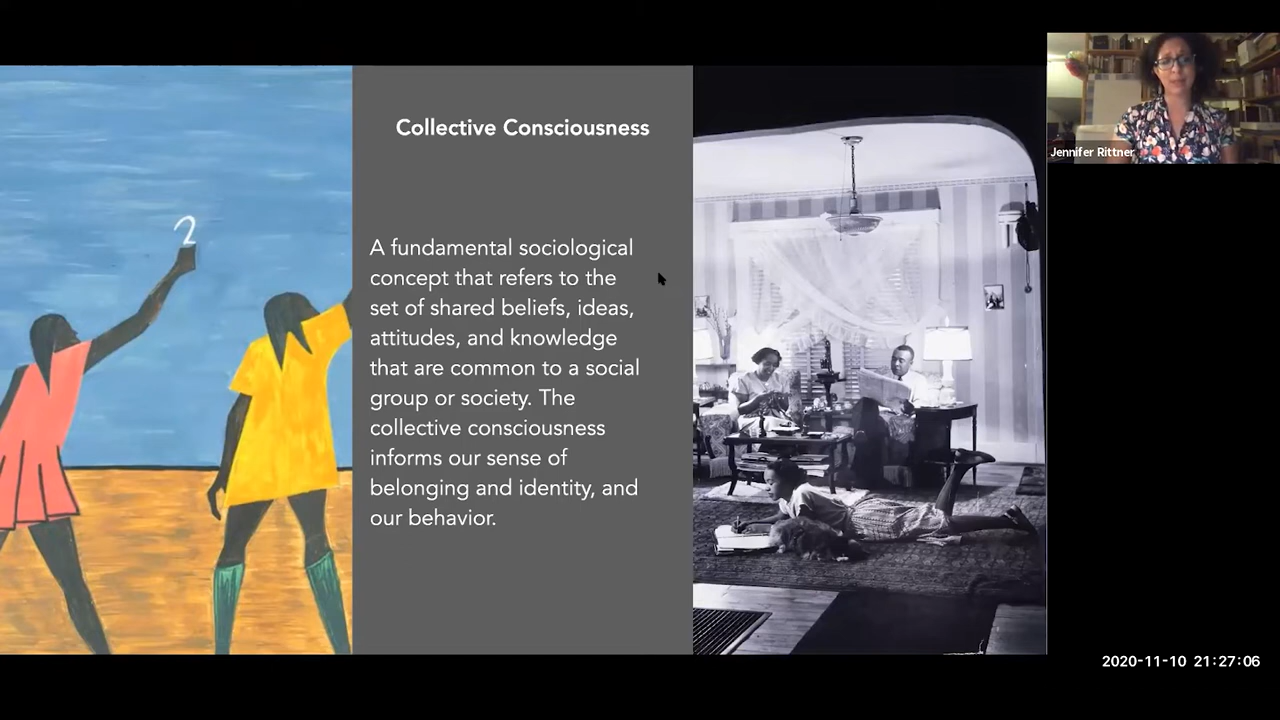 2
Collective Consciousness
A fundamental sociological
concept that refers to the
set of shared beliefs, ideas,
attitudes, and knowledge
that are common to a social
group or society. The
collective consciousness
informs our sense of
belonging and identity, and
our behavior.
Jennifer Rittner
2020-11-10 21:27:06